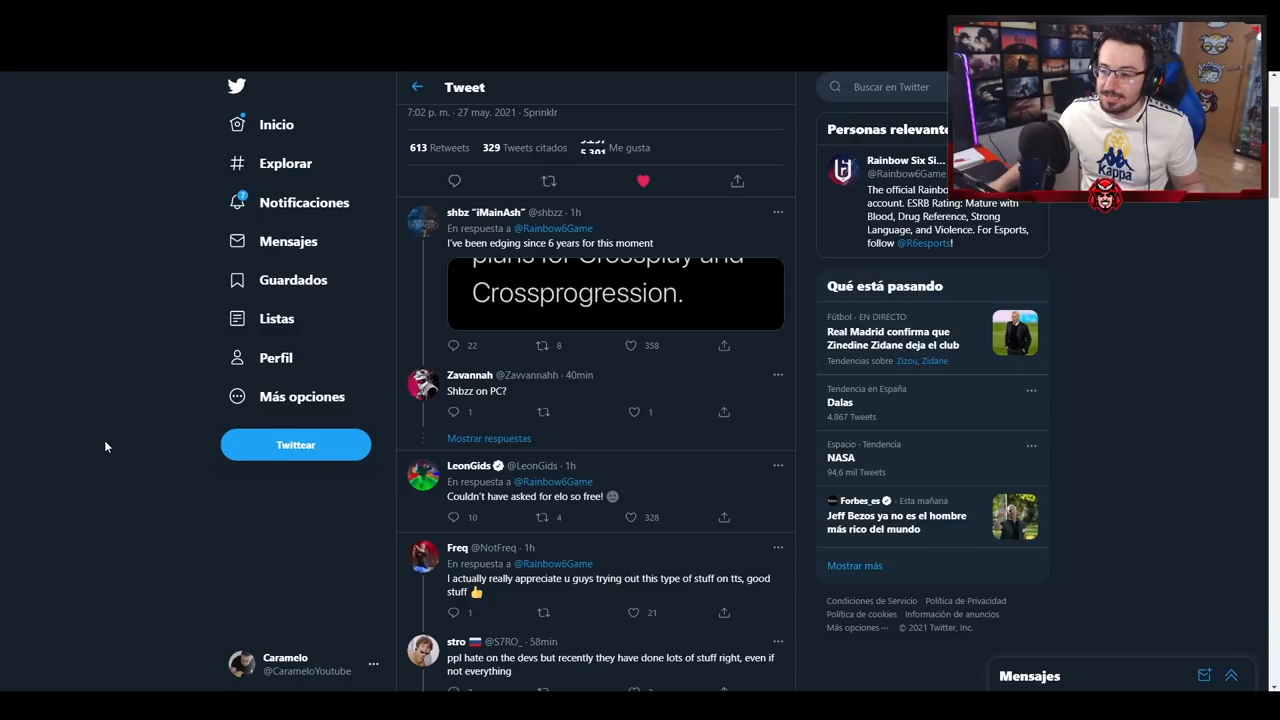 Inicio
Explorar
7
Notificaciones
Mensajes
Guardados
Listas
Perfil
Más opciones
Twittear
Caramelo
@CarameloYoutube
Tweet
7:02 p. m. · 27 may. 2021 · Sprinklr
613 Retweets 329 Tweets citados Me gusta
shbz “iMainAsh” @shbzz · 1h
En respuesta a @Rainbow6Game
I've been edging since 6 years for this moment
plans for Crossplay and
Crossprogression.
22 8 358
Zavannah @Zavvannahh · 40min
Shbzz on PC?
1 1
Mostrar respuestas
LeonGids @LeonGids · 1h
En respuesta a @Rainbow6Game
Couldn't have asked for elo so free!
10 4 328
Freq @NotFreq · 1h
En respuesta a @Rainbow6Game
I actually really appreciate u guys trying out this type of stuff on tts, good
stuff
1 21
stro @S7RO_ · 58min
ppl hate on the devs but recently they have done lots of stuff right, even if
not everything
Buscar en Twitter
Personas relevante
Rainbow Six Si...
@Rainbow6Game
The official Rainbo
account. ESRB Rating: Mature with
Blood, Drug Reference, Strong
Language, and Violence. For Esports,
follow @R6esports!
Qué está pasando
Fútbol · EN DIRECTO
Real Madrid confirma que
Zinedine Zidane deja el club
Tendencias sobre Zizou, Zidane
Tendencia en España
Dalas
4.867 Tweets
Espacio · Tendencia
NASA
94,6 mil Tweets
Forbes_es · Esta mañana
Jeff Bezos ya no es el hombre
más rico del mundo
Mostrar más
Condiciones de Servicio Política de Privacidad
Política de cookies Información de anuncios
Más opciones ··· © 2021 Twitter, Inc.
Mensajes
Kappa